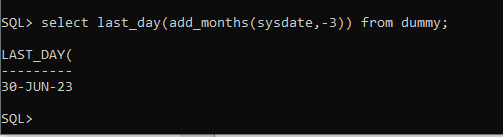 SQL> select last_day(add_months(sysdate,-3)) from dummy;
LAST_DAY(
---------
30-JUN-23
SQL>